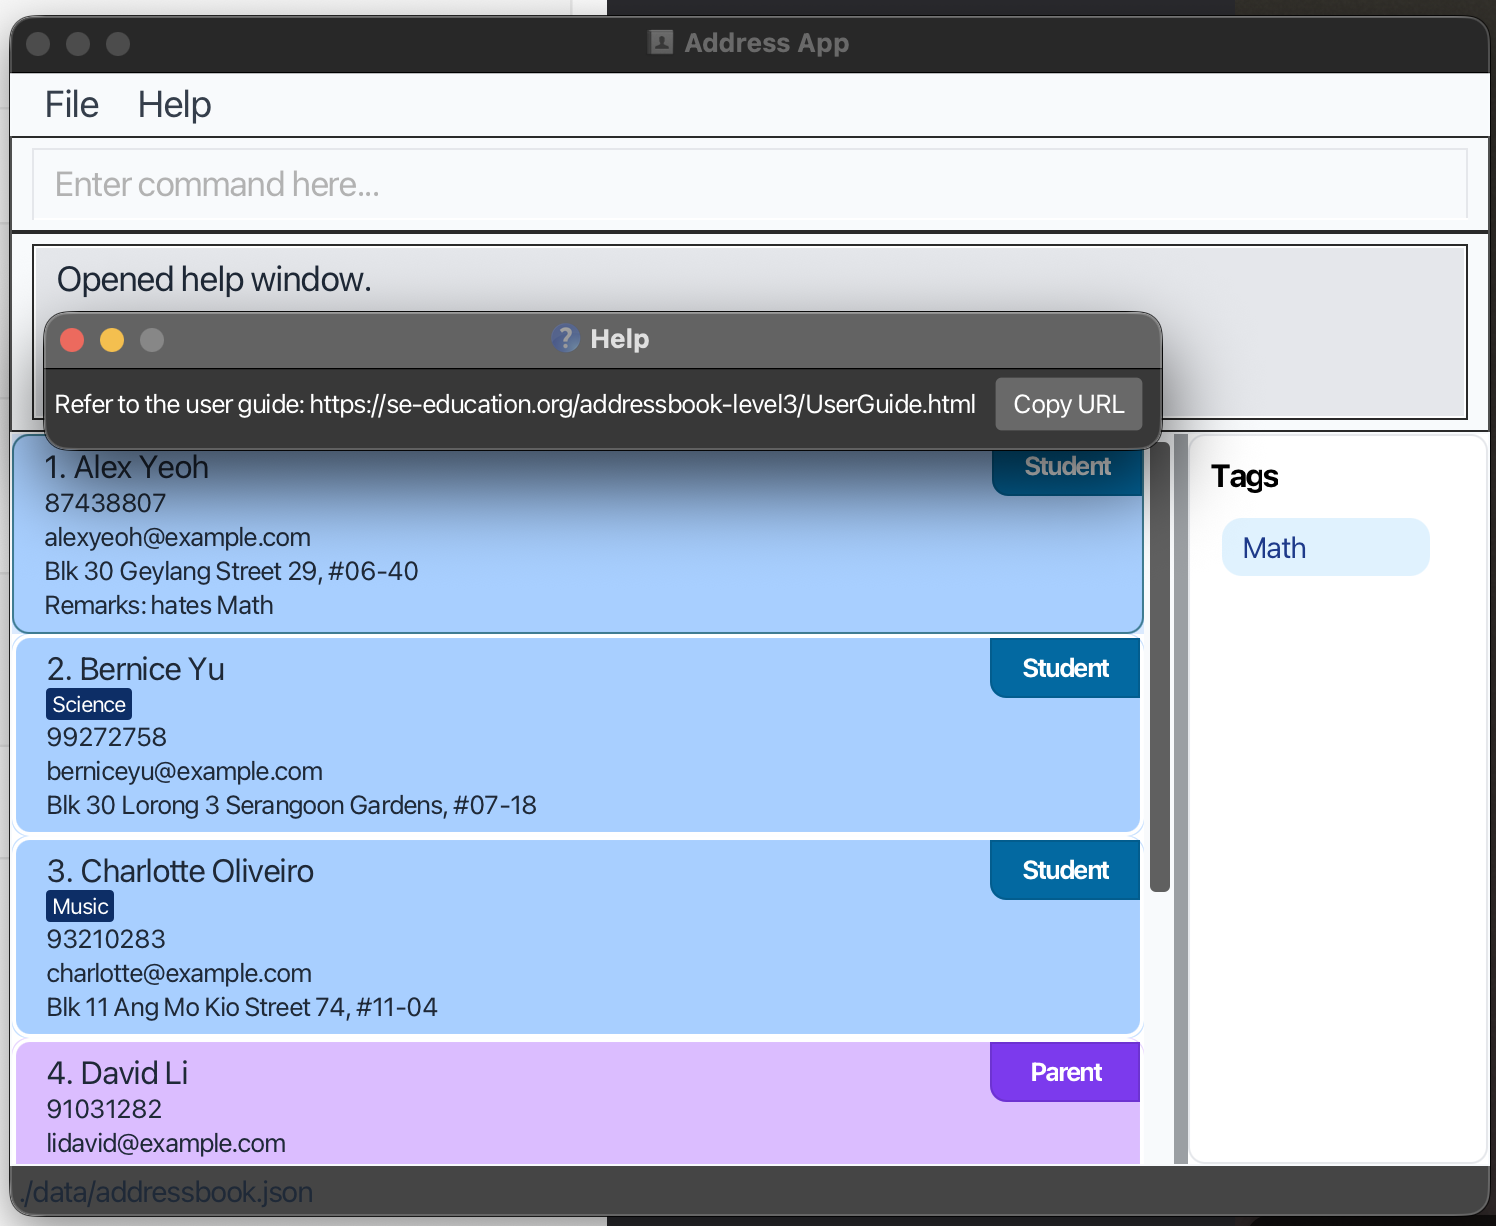 Address App
File Help
Enter command here...
Opened help window.
Help
Refer to the user guide: https://se-education.org/addressbook-level3/UserGuide.html Copy URL
1. Alex Yeoh Student
87438807
alexyeoh@example.com
Blk 30 Geylang Street 29, #06-40
Remarks: hates Math
2. Bernice Yu Student
Science
99272758
berniceyu@example.com
Blk 30 Lorong 3 Serangoon Gardens, #07-18
3. Charlotte Oliveiro Student
Music
93210283
charlotte@example.com
Blk 11 Ang Mo Kio Street 74, #11-04
4. David Li Parent
91031282
lidavid@example.com
Tags
Math
./data/addressbook.json